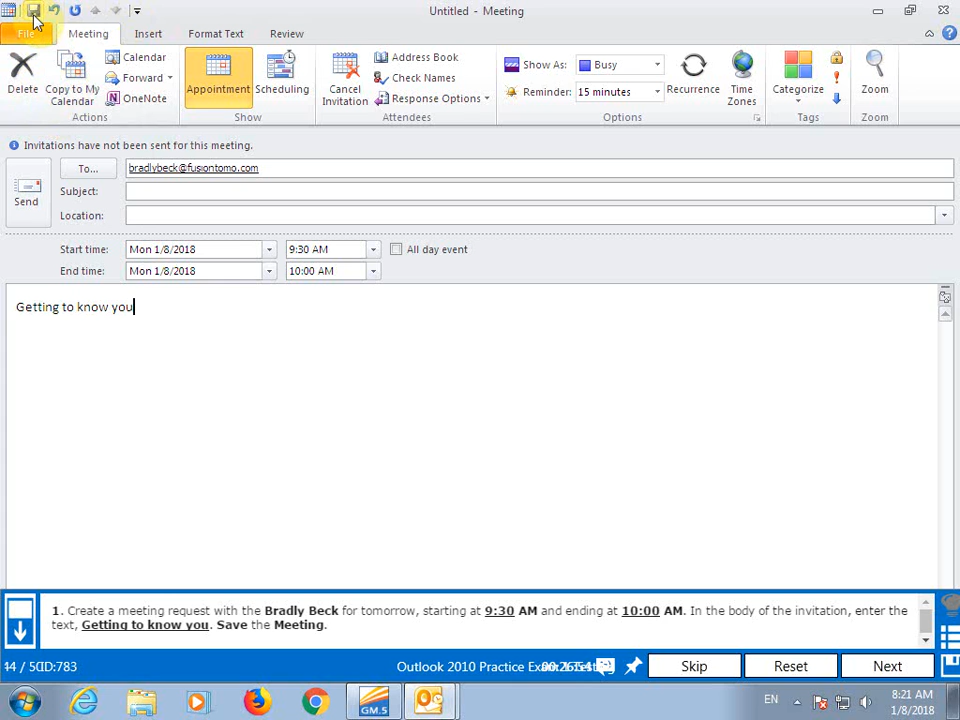 Untitled - Meeting
File Meeting Insert Format Text Review
Delete
Copy to My
Calendar
Calendar
Forward
OneNote
Actions
Appointment
Scheduling
Show
Cancel
Invitation
Address Book
Check Names
Response Options
Attendees
Show As: Busy
Reminder: 15 minutes
Recurrence
Time
Zones
Options
Categorize
Tags
Zoom
Zoom
Invitations have not been sent for this meeting.
Send
To... bradlybeck@fusiontomo.com
Subject:
Location:
Start time: Mon 1/8/2018 9:30 AM All day event
End time: Mon 1/8/2018 10:00 AM
Getting to know you
1. Create a meeting request with the Bradly Beck for tomorrow, starting at 9:30 AM and ending at 10:00 AM. In the body of the invitation, enter the
text, Getting to know you. Save the Meeting.
Outlook 2010 Practice
Skip Reset Next
GM.5
EN
8:21 AM
1/8/2018